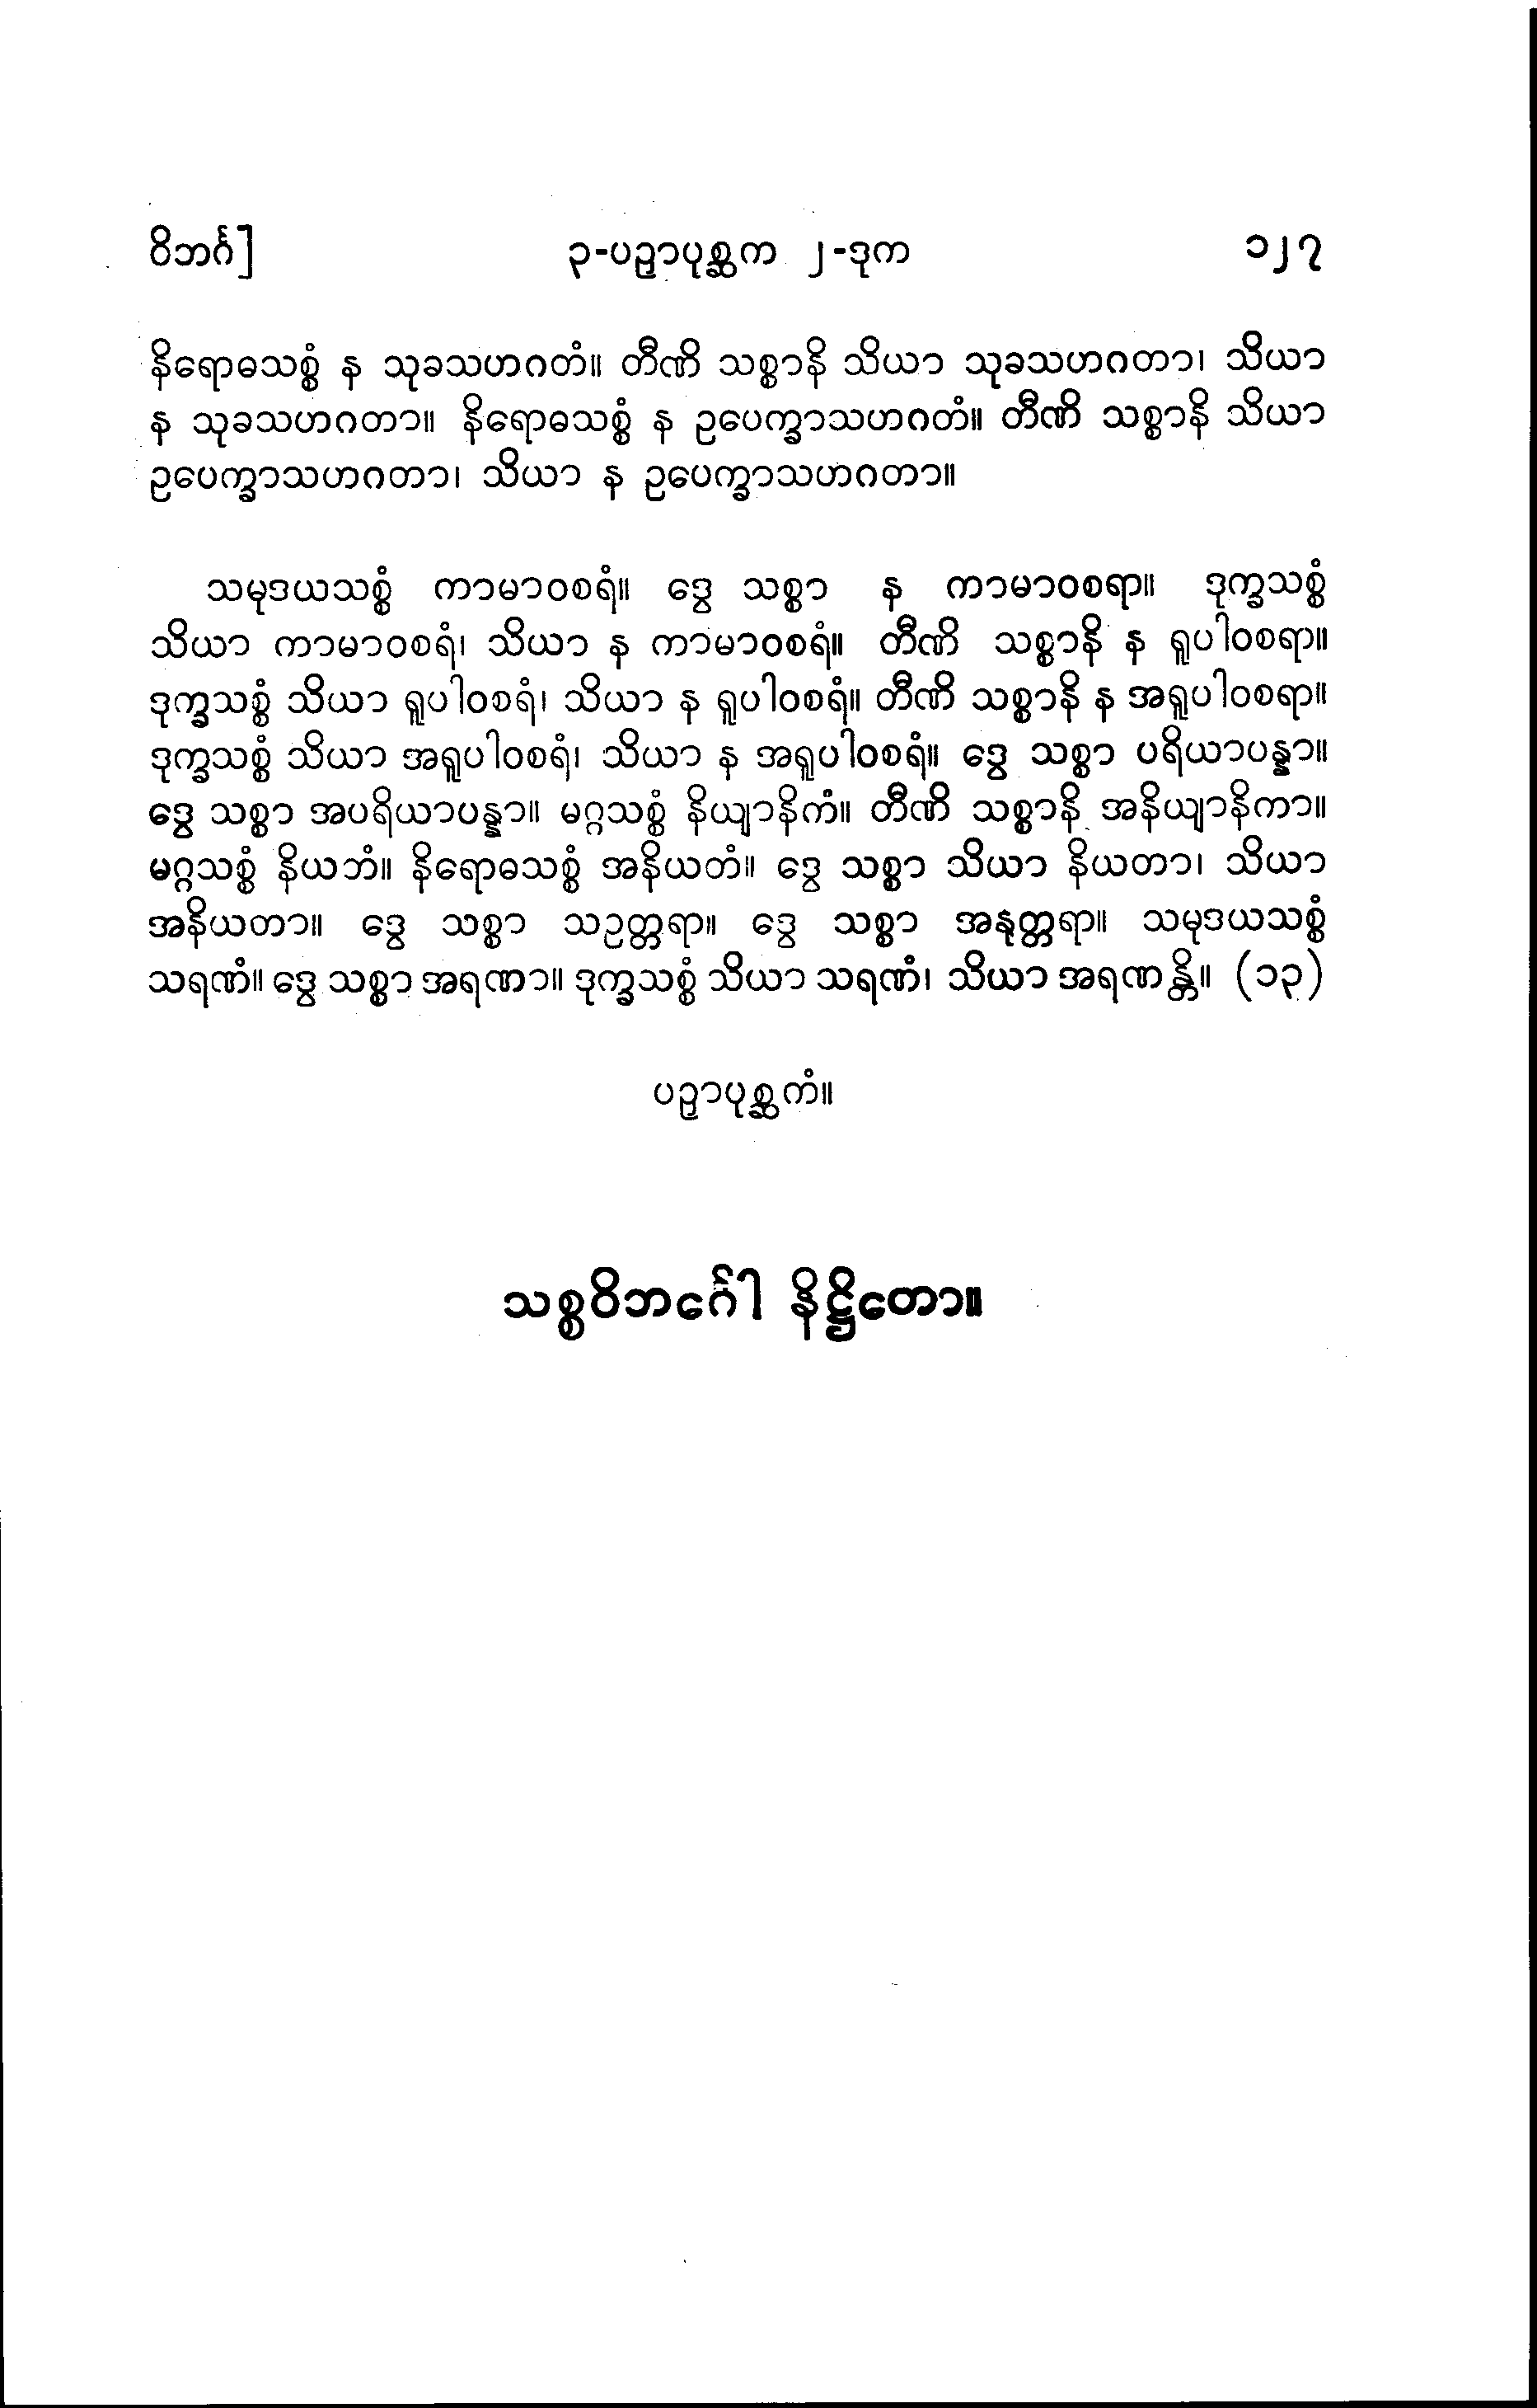 ဝိဘင်္ဂ] ၃-ပဉှာပုစ္ဆက ၂-ဒုက ၁၂၇
နိရောဓသစ္စံ န သုခသဟဂတံ။ တီဏိ သစ္စာနိ သိယာ သုခသဟဂတာ၊ သိယာ
န သုခသဟဂတာ။ နိရောဓသစ္စံ န ဥပေက္ခာသဟဂတံ။ တီဏိ သစ္စာနိ သိယာ
ဥပေက္ခာသဟဂတာ၊ သိယာ န ဥပေက္ခာသဟဂတာ။
သမုဒယသစ္စံ ကာမာဝစရံ။ ဒွေ သစ္စာ န ကာမာဝစရာ။ ဒုက္ခသစ္စံ
သိယာ ကာမာဝစရံ၊ သိယာ န ကာမာဝစရံ။ တီဏိ သစ္စာနိ န ရူပါဝစရာ။
ဒုက္ခသစ္စံ သိယာ ရူပါဝစရံ၊ သိယာ န ရူပါဝစရံ။ တီဏိ သစ္စာနိ န အရူပါဝစရာ။
ဒုက္ခသစ္စံ သိယာ အရူပါဝစရံ၊ သိယာ န အရူပါဝစရံ။ ဒွေ သစ္စာ ပရိယာပန္နာ။
ဒွေ သစ္စာ အပရိယာပန္နာ။ မဂ္ဂသစ္စံ နိယျာနိကံ။ တီဏိ သစ္စာနိ အနိယျာနိကာ။
မဂ္ဂသစ္စံ နိယဘံ။ နိရောဓသစ္စံ အနိယတံ။ ဒွေ သစ္စာ သိယာ နိယတာ၊ သိယာ
အနိယတာ။ ဒွေ သစ္စာ သဥတ္တရာ။ ဒွေ သစ္စာ အနုတ္တရာ။ သမုဒယသစ္စံ
သရဏံ။ ဒွေ သစ္စာ အရဏာ။ ဒုက္ခသစ္စံ သိယာ သရဏံ၊ သိယာ အရဏန္တိ။ (၁၃)
ပဉှာပုစ္ဆကံ။
သစ္စဝိဘင်္ဂေါ နိဋ္ဌိတော။